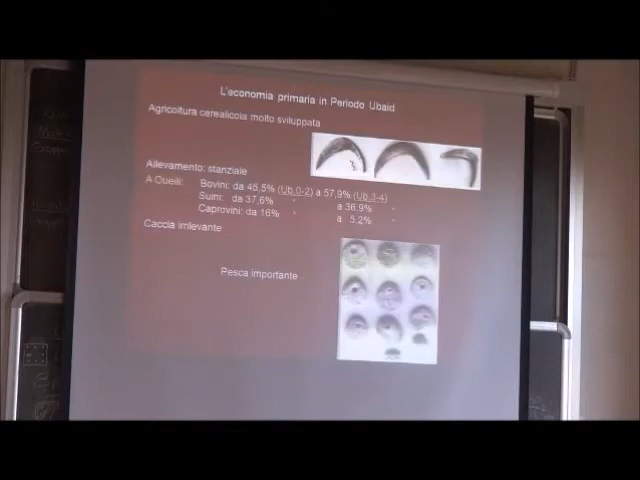 L'economia primaria in Periodo Ubaid
Agricoltura cerealicola molto sviluppata
Allevamento: stanziale
A Oueili: Bovini: da 45,5% (Ub.0-2) a 57,9% (Ub.3-4)
Suini: da 37,6% " a 36,9% "
Caprovini: da 16% " a 5,2% "
Caccia irrilevante
Pesca importante